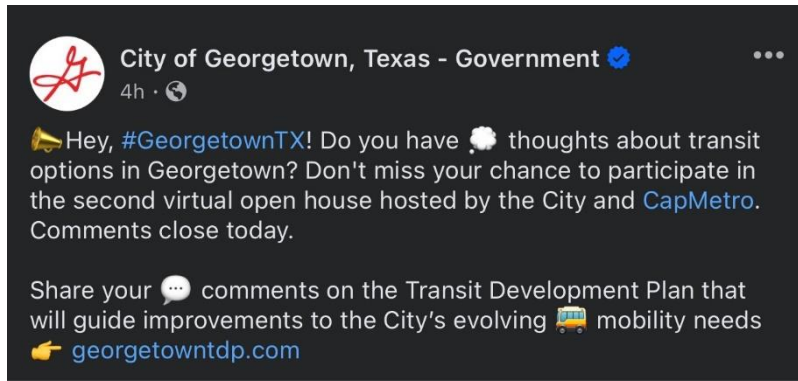 City of Georgetown, Texas - Government
4h ·
📣Hey, #GeorgetownTX! Do you have 💭 thoughts about transit
options in Georgetown? Don't miss your chance to participate in
the second virtual open house hosted by the City and CapMetro.
Comments close today.
Share your 💬 comments on the Transit Development Plan that
will guide improvements to the City’s evolving 🚌 mobility needs
👉 georgetowntdp.com